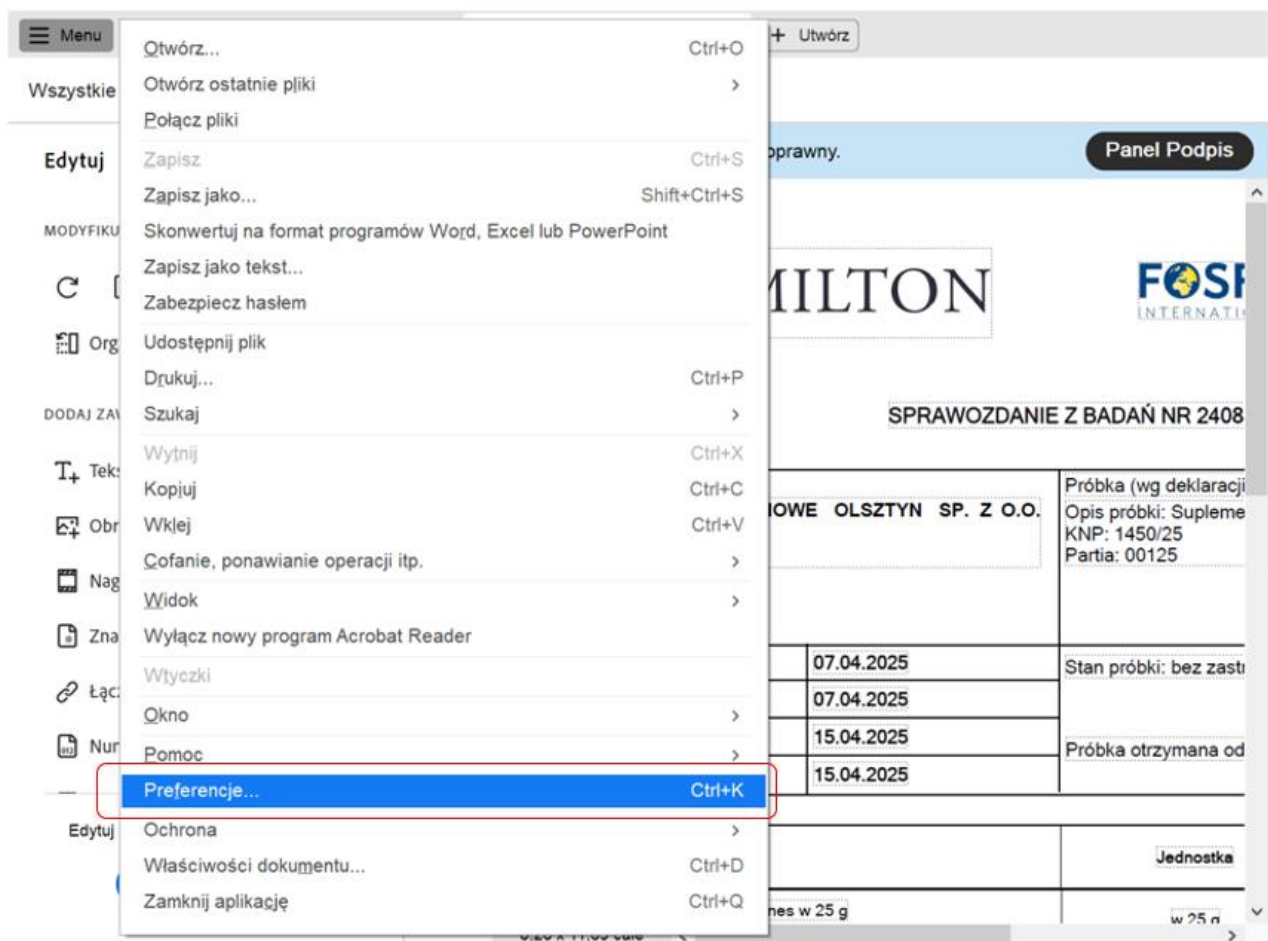 Menu
+ Utwórz
Wszystkie
Otwórz... Ctrl+O
Otwórz ostatnie pliki
Połącz pliki
Zapisz Ctrl+S
Zapisz jako... Shift+Ctrl+S
Skonwertuj na format programów Word, Excel lub PowerPoint
Zapisz jako tekst...
Zabezpiecz hasłem
Udostępnij plik
Drukuj... Ctrl+P
Szukaj
Wytnij Ctrl+X
Kopiuj Ctrl+C
Wklej Ctrl+V
Cofanie, ponawianie operacji itp.
Widok
Wyłącz nowy program Acrobat Reader
Wtyczki
Okno
Pomoc
Preferencje... Ctrl+K
Ochrona
Właściwości dokumentu... Ctrl+D
Zamknij aplikację Ctrl+Q
Edytuj
MODYFIKU
Org
DODAJ ZAW
Teks
Obr
Nag
Zna
Łącz
Nur
Edytuj
oprawny.
Panel Podpis
MILTON
FOSF
INTERNATI
SPRAWOZDANIE Z BADAŃ NR 2408
IOWE OLSZTYN SP. Z O.O.
Próbka (wg deklaracji
Opis próbki: Supleme
KNP: 1450/25
Partia: 00125
07.04.2025
07.04.2025
15.04.2025
15.04.2025
Stan próbki: bez zastr
Próbka otrzymana od
Jednostka
nes w 25 g
w 25 g